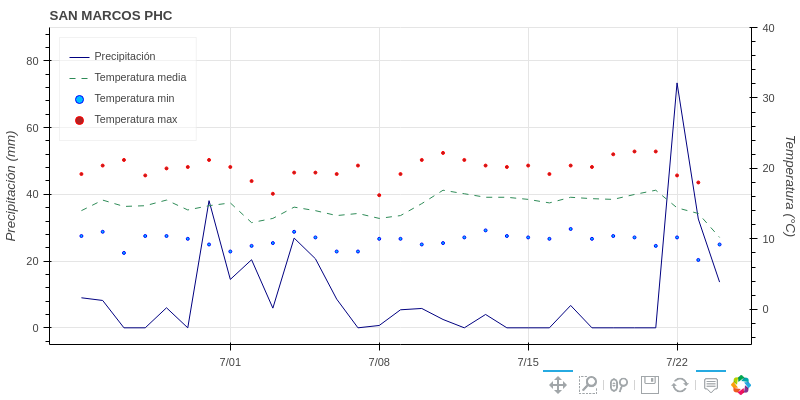 SAN MARCOS PHC
Precipitación
Temperatura media
Temperatura min
Temperatura max
Precipitación (mm)
80
60
40
20
0
Temperatura (°C)
40
30
20
10
0
7/01 7/08 7/15 7/22